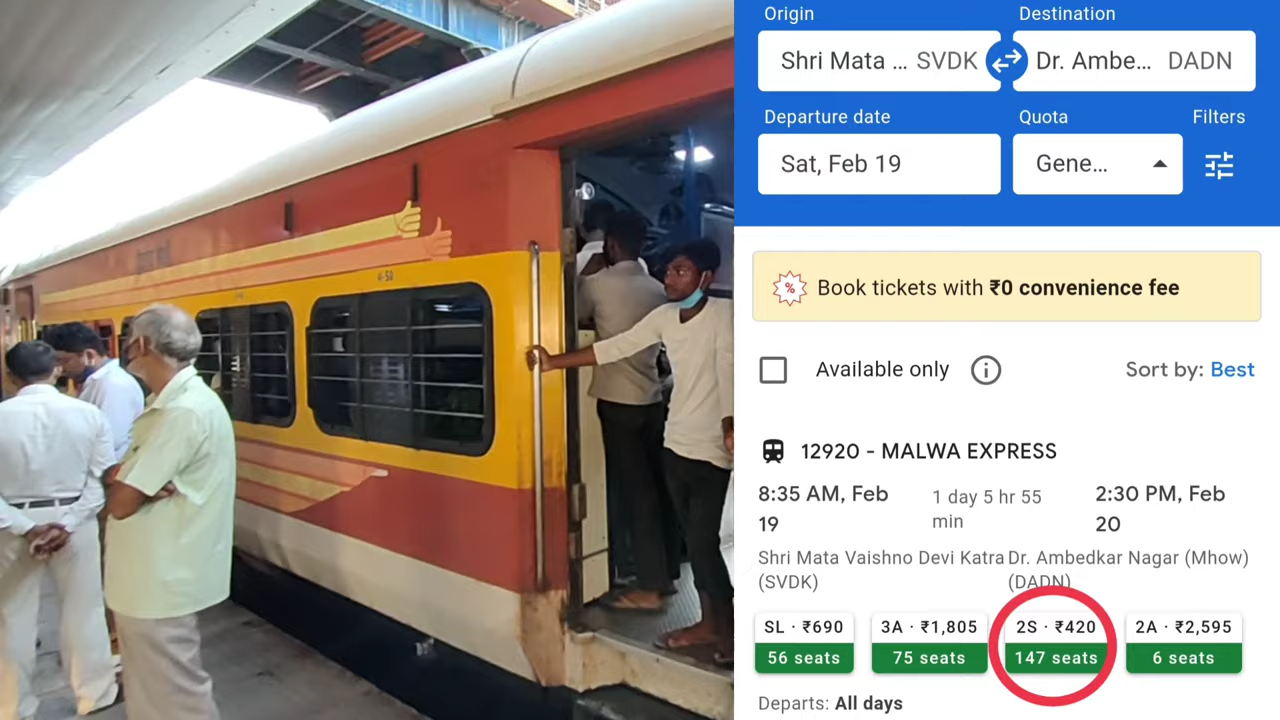 Origin
Destination
Shri Mata ... SVDK
Dr. Ambe... DADN
Departure date
Quota
Filters
Sat, Feb 19
Gene...
%
Book tickets with ₹0 convenience fee
Available only
Sort by: Best
12920 - MALWA EXPRESS
8:35 AM, Feb
19
1 day 5 hr 55
min
2:30 PM, Feb
20
Shri Mata Vaishno Devi Katra
(SVDK)
Dr. Ambedkar Nagar (Mhow)
(DADN)
SL · ₹690
56 seats
3A · ₹1,805
75 seats
2S · ₹420
147 seats
2A · ₹2,595
6 seats
Departs: All days